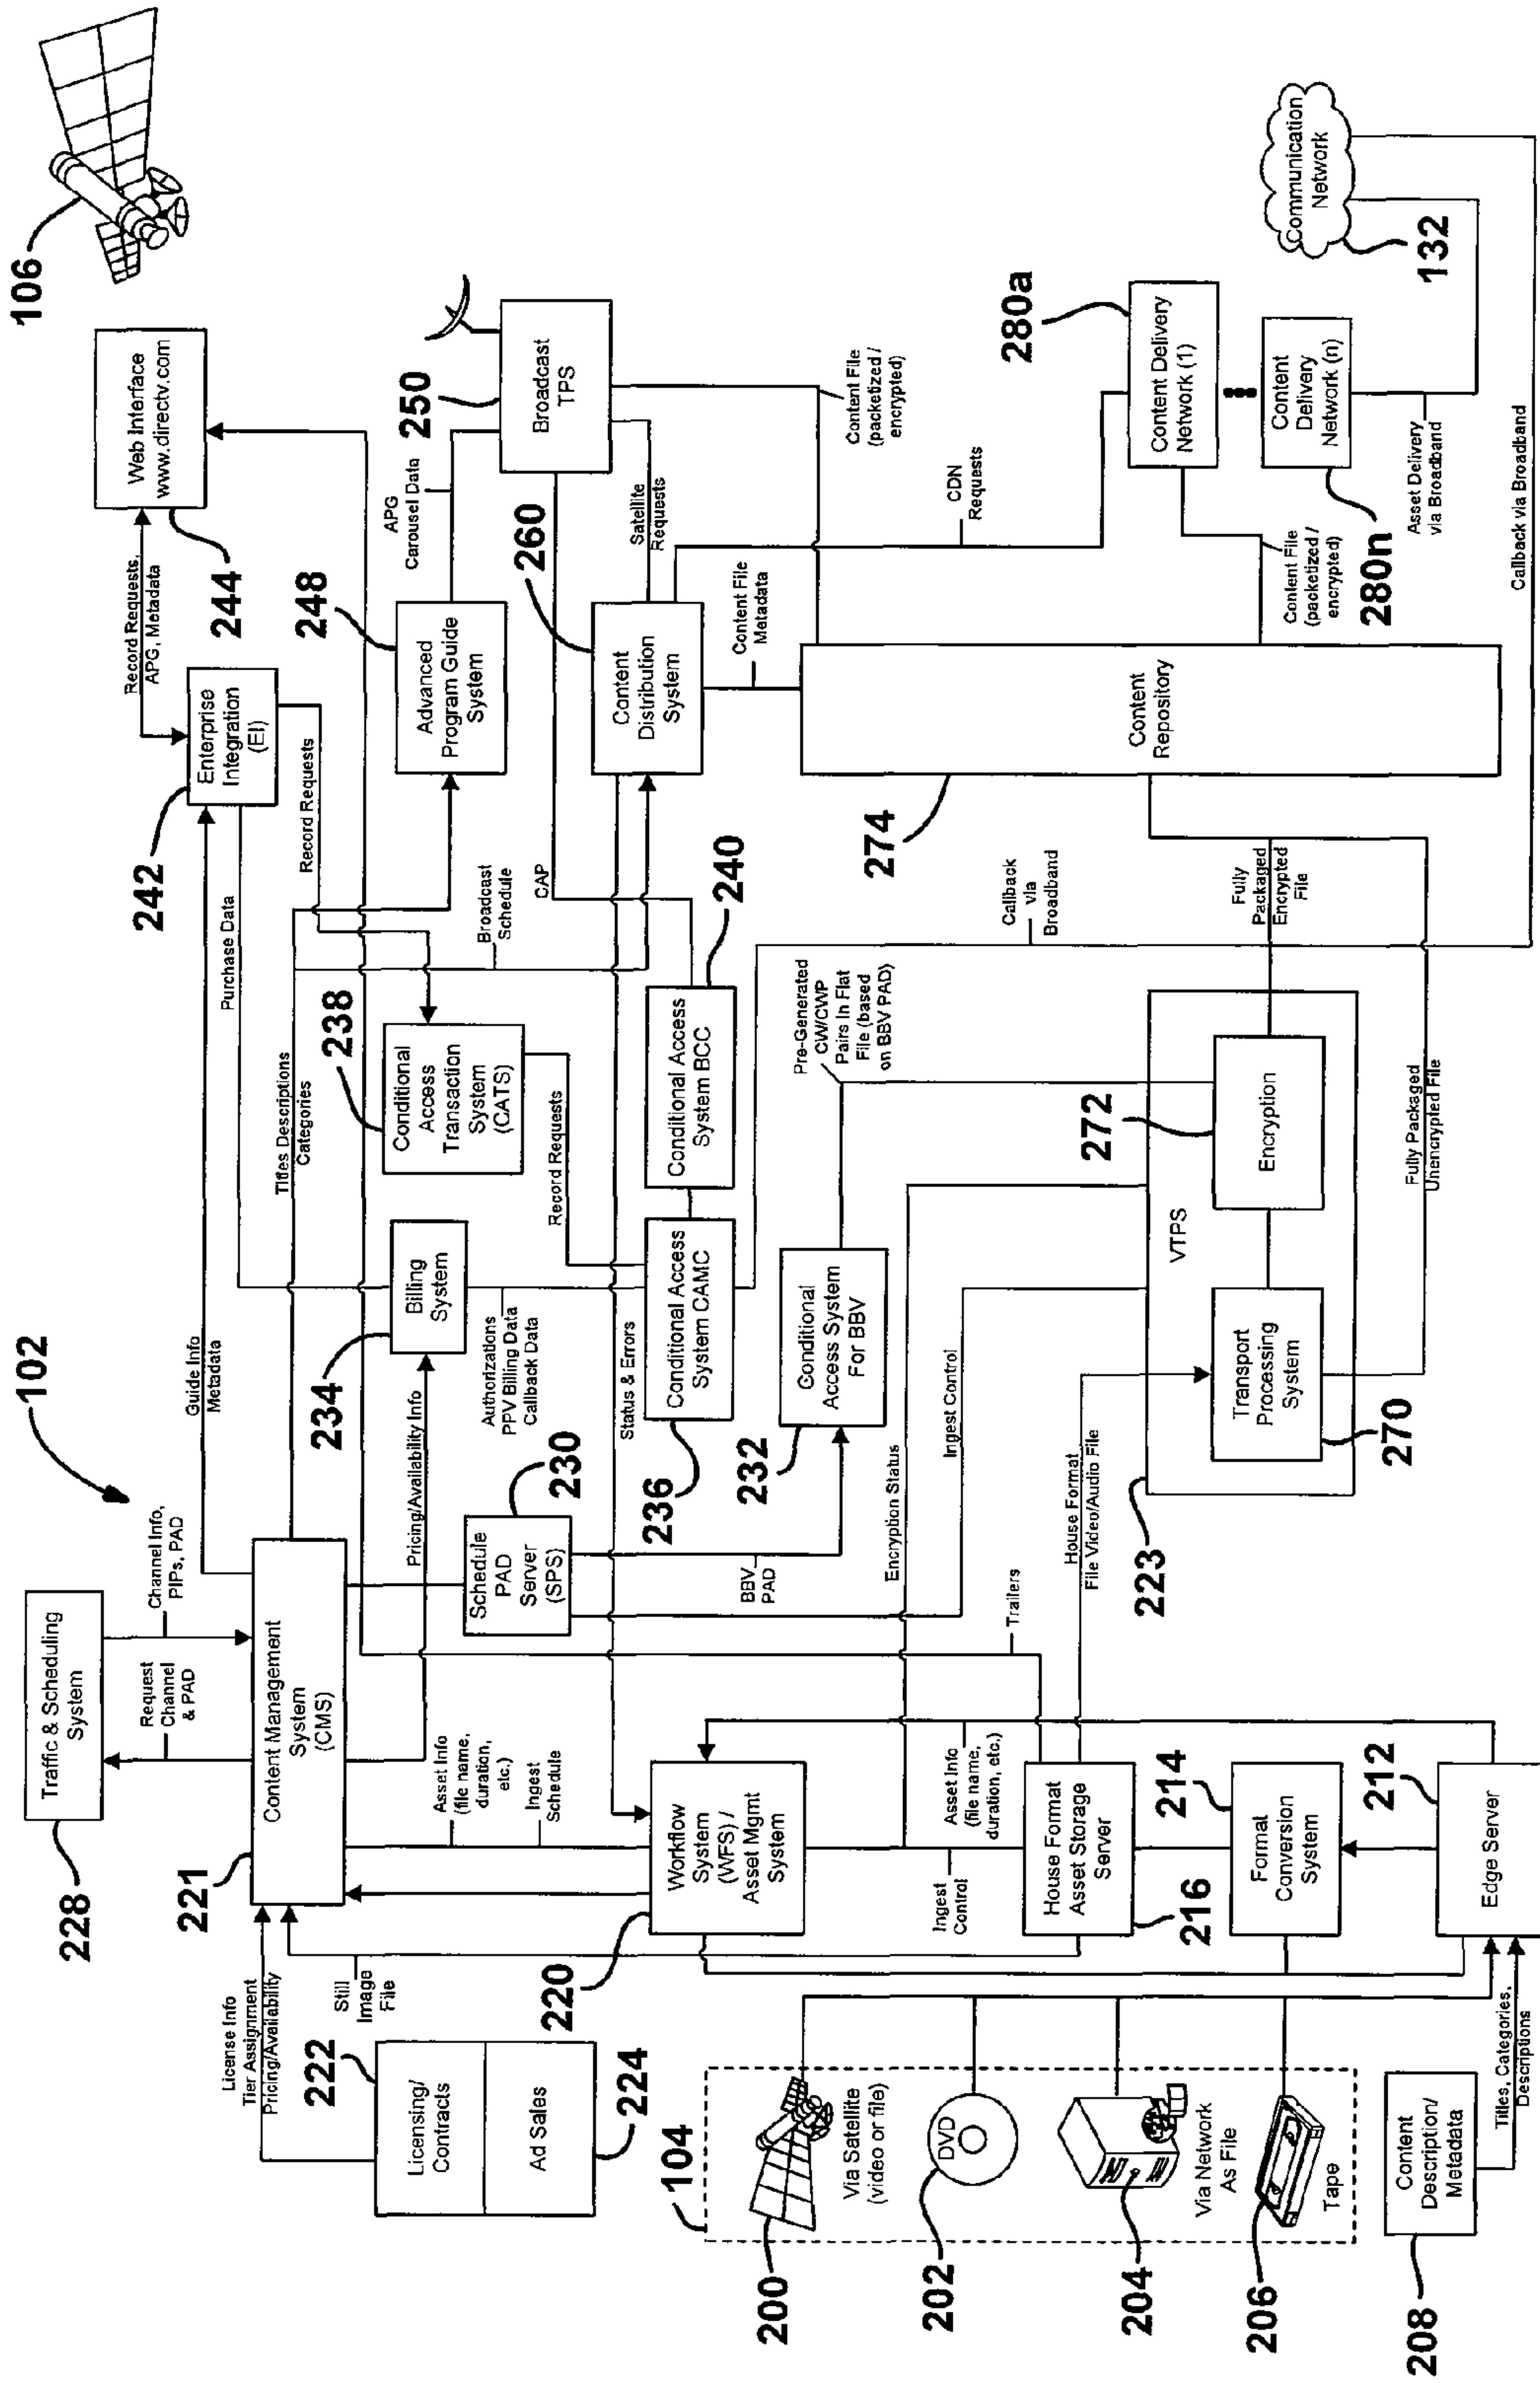 102
106
Traffic & Scheduling
System
228
Request
Channel
& PAD
Channel Info,
PIPs, PAD
Content Management
System
(CMS)
221
License Info
Tier Assignment
Pricing/Availability
222
Licensing/
Contracts
Ad Sales
224
Still
Image
File
Asset Info
(file name,
duration,
etc.)
Ingest
Schedule
Guide Info
Metadata
Purchase Data
Titles Descriptions
Categories
Pricing/Availability Info
Enterprise
Integration
(EI)
242
Record Requests,
APG, Metadata
Web Interface
www.directv.com
244
Record Requests
Billing
System
234
Conditional
Access
Transaction
System
(CATS)
238
Broadcast
Schedule
Advanced
Program Guide
System
248
APG
Carousel Data
Broadcast
TPS
250
Schedule
PAD
Server
(SPS)
230
Authorizations
PPV Billing Data
Callback Data
Record Requests
CAP
Status & Errors
Satellite
Requests
260
Content
Distribution
System
Workflow
System
(WFS) /
Asset Mgmt
System
220
Conditional Access
System CAMC
236
Conditional Access
System BCC
240
BBV
PAD
Conditional
Access System
For BBV
232
Pre-Generated
CW/CWP
Pairs In Flat
File (based
on BBV PAD)
Content File
Metadata
Content File
(packetized /
encrypted)
CDN
Requests
104
200
Via Satellite
(video or file)
202
DVD
204
Via Network
As File
206
Tape
Encryption Status
Ingest Control
Ingest
Control
Asset Info
(file name,
duration, etc.)
Trailers
House Format
Asset Storage
Server
216
House Format
File Video/Audio File
Callback
via
Broadband
274
Content
Repository
Content Delivery
Network (1)
280a
Content
Delivery
Network (n)
280n
Content File
(packetized /
encrypted)
Communication
Network
132
Format
Conversion
System
214
223
VTPS
Transport
Processing
System
270
Encryption
272
Fully
Packaged
Encrypted
File
Fully Packaged
Unencrypted File
Asset Delivery
via Broadband
Callback via Broadband
Content
Description/
Metadata
208
Titles, Categories,
Descriptions
Edge Server
212